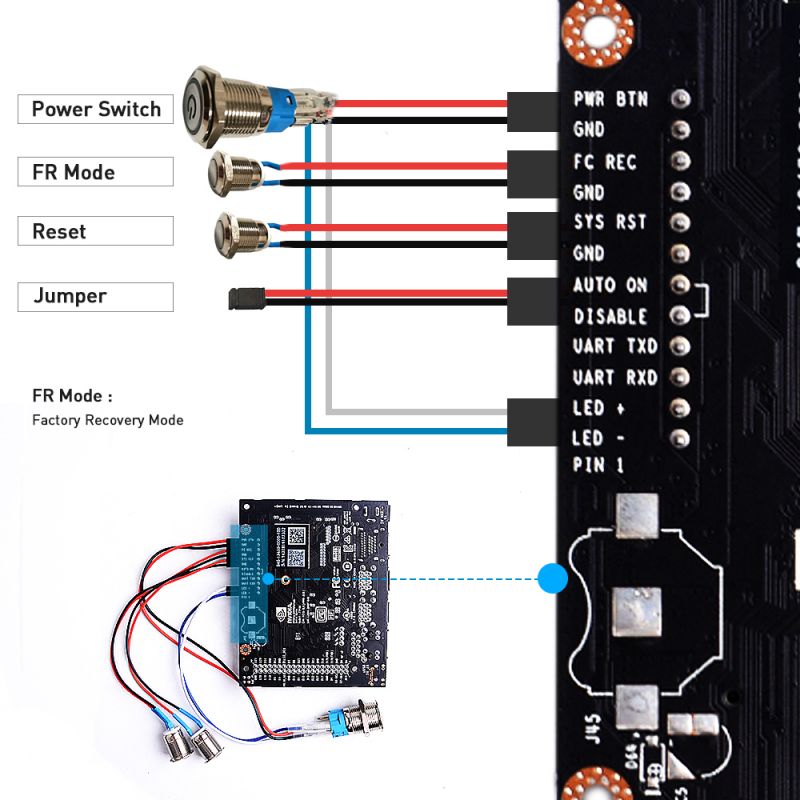 Power Switch
FR Mode
Reset
Jumper
PWR BTN
GND
FC REC
GND
SYS RST
GND
AUTO ON
DISABLE
UART TXD
UART RXD
LED +
LED -
PIN 1
FR Mode :
Factory Recovery Mode
J45